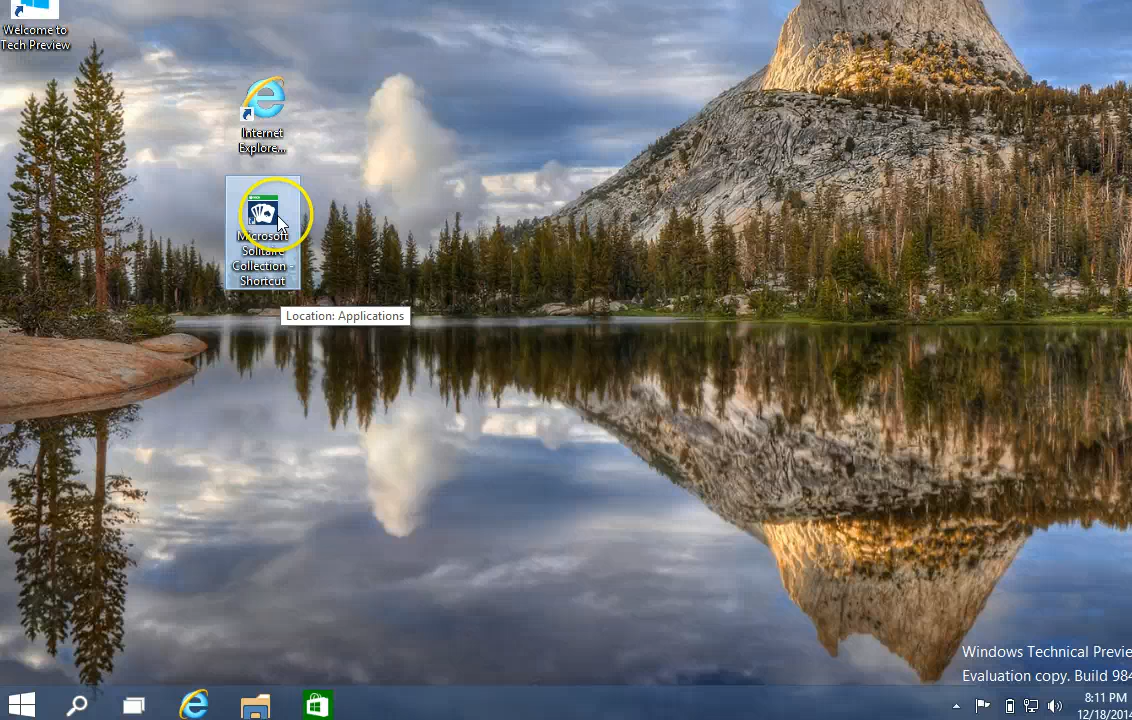 Welcome to
Tech Preview
Internet
Explore...
Microsoft
Solitaire
Collection -
Shortcut
Location: Applications
Windows Technical Previe
Evaluation copy. Build 984
8:11 PM
12/18/2014